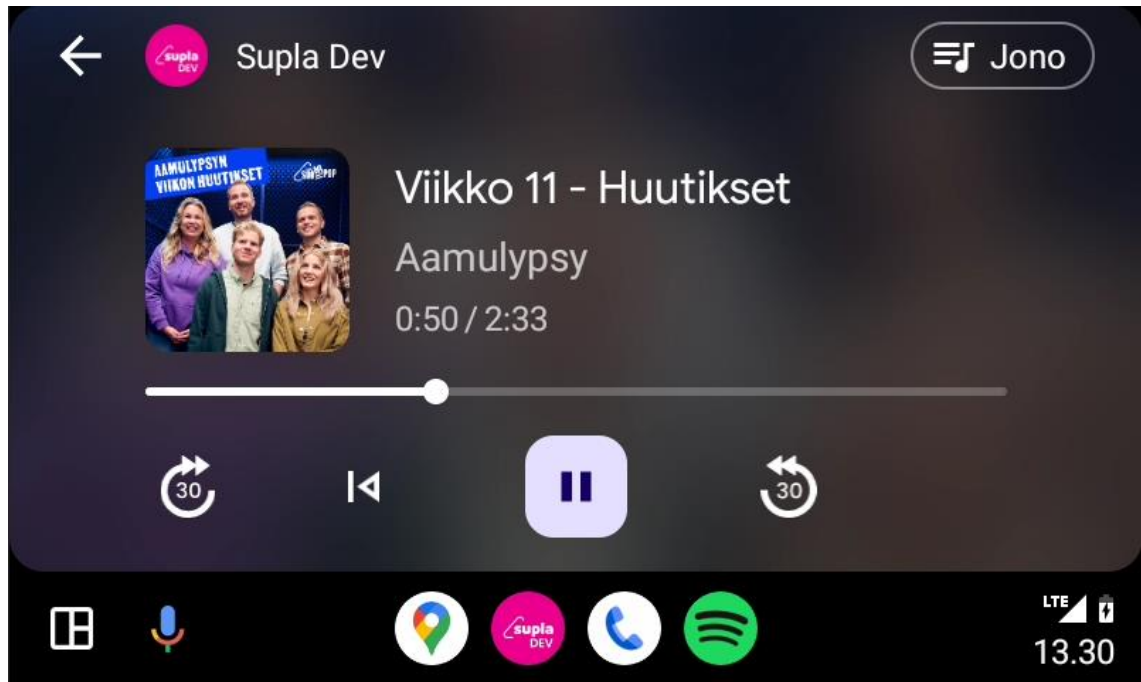 supla
DEV
Supla Dev
Jono
AAMULYPSYN
VIIKON HUUTIKSET
POP
Viikko 11 - Huutikset
Aamulypsy
0:50 / 2:33
30
30
supla
DEV
LTE
13.30